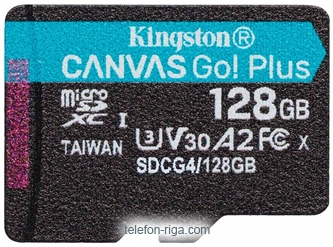 Kingston®
CANVAS Go! Plus
micro SD XC I
128GB
U3 V30 A2 FC X
TAIWAN
SDCG4/128GB
telefon-riga.com